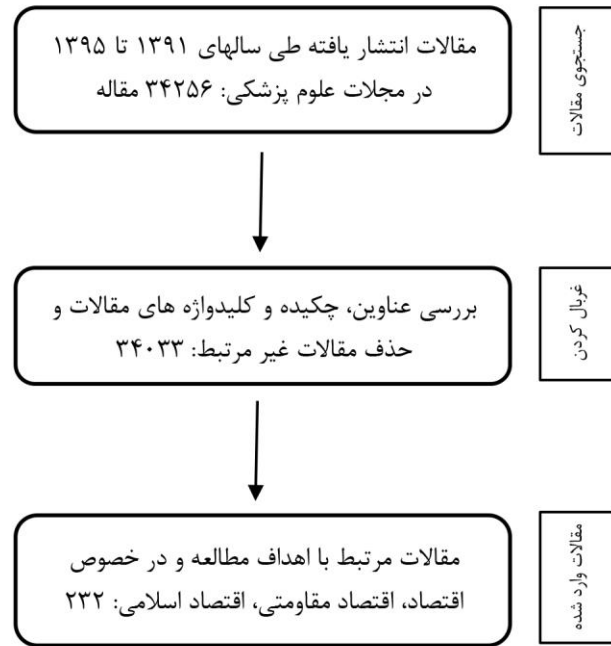 مقالات انتشار یافته طی سالهای ۱۳۹۱ تا ۱۳۹۵
در مجلات علوم پزشکی: ۳۴۲۵۶ مقاله
جستجوی مقالات
بررسی عناوین، چکیده و کلیدواژه های مقالات و
حذف مقالات غیر مرتبط: ۳۴۰۳۳
غربال کردن
مقالات مرتبط با اهداف مطالعه و در خصوص
اقتصاد، اقتصاد مقاومتی، اقتصاد اسلامی: ۲۳۲
مقالات وارد شده